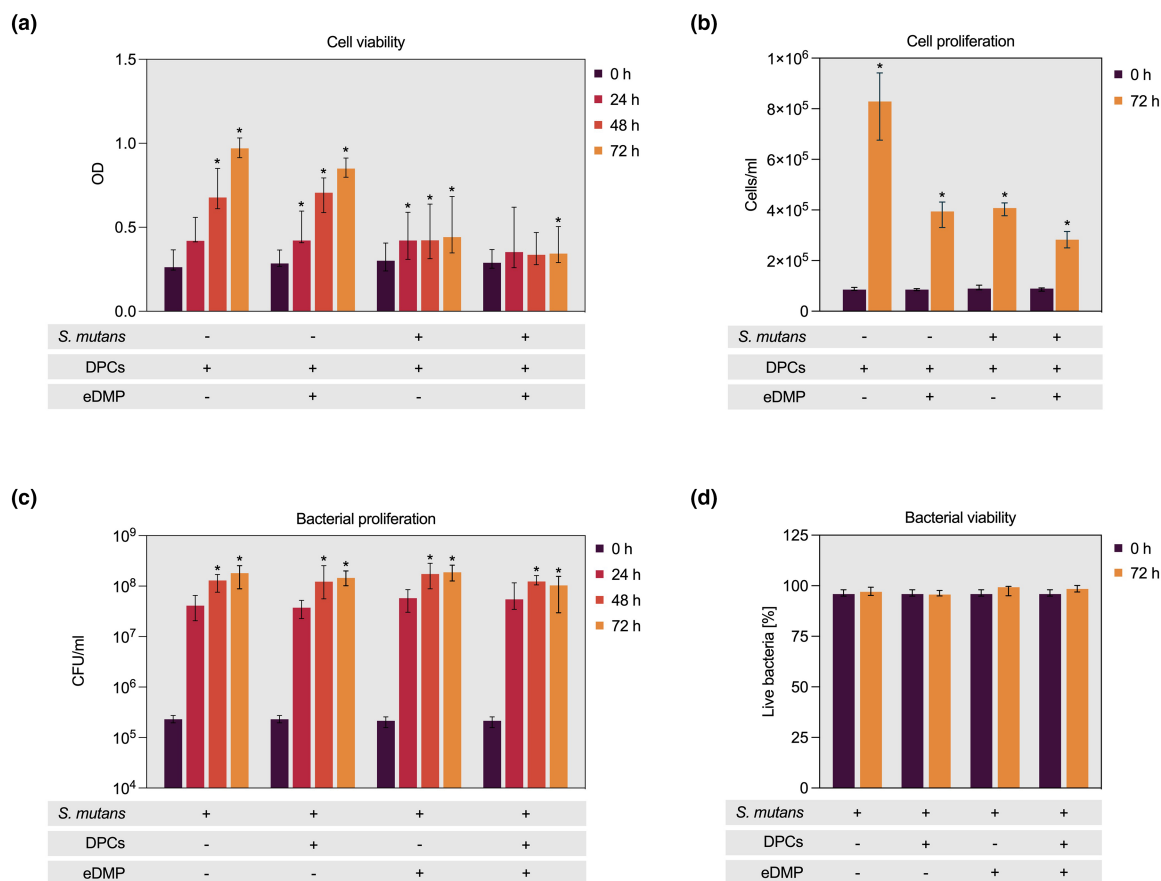 (a)
Cell viability
1.5
1.0
0.5
0.0
OD
0 h
24 h
48 h
72 h
* * * * * * * * *
S. mutans - - + +
DPCs + + + +
eDMP - + - +
(b)
Cell proliferation
1×10⁶
8×10⁵
6×10⁵
4×10⁵
2×10⁵
0
Cells/ml
0 h
72 h
* * * *
S. mutans - - + +
DPCs + + + +
eDMP - + - +
(c)
Bacterial proliferation
10⁹
10⁸
10⁷
10⁶
10⁵
10⁴
CFU/ml
0 h
24 h
48 h
72 h
* * * * * * * *
S. mutans + + + +
DPCs - + - +
eDMP - - + +
(d)
Bacterial viability
125
100
75
50
25
0
Live bacteria [%]
0 h
72 h
S. mutans + + + +
DPCs - + - +
eDMP - - + +